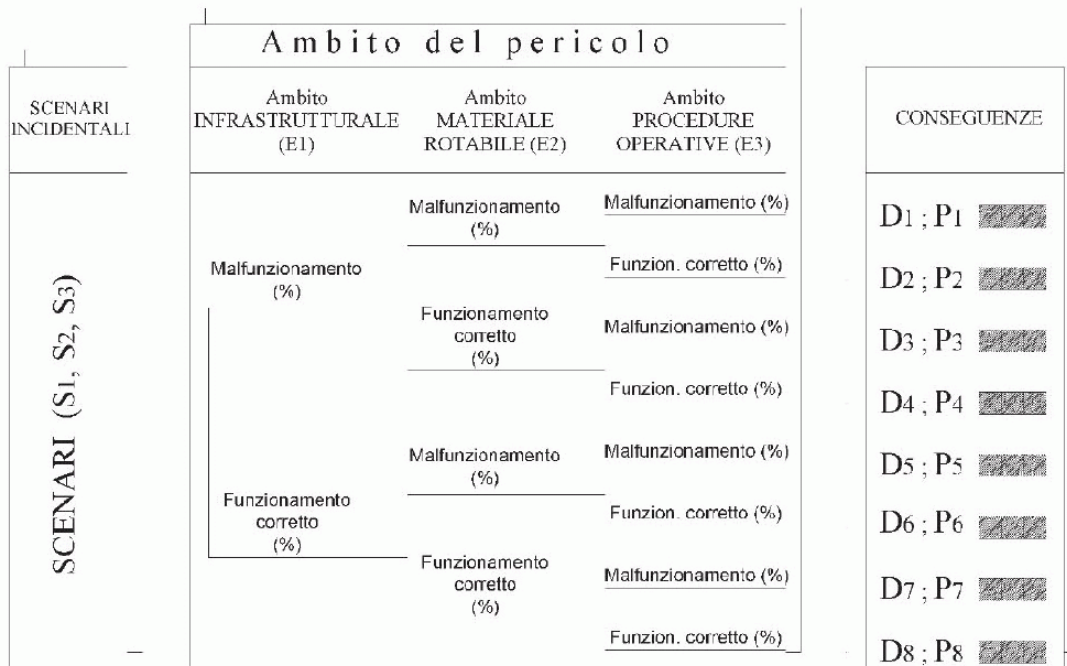 Ambito del pericolo
SCENARI
INCIDENTALI
Ambito
INFRASTRUTTURALE
(E1)
Ambito
MATERIALE
ROTABILE (E2)
Ambito
PROCEDURE
OPERATIVE (E3)
CONSEGUENZE
SCENARI (S1, S2, S3)
Malfunzionamento
(%)
Funzionamento
corretto
(%)
Malfunzionamento
(%)
Funzionamento
corretto
(%)
Malfunzionamento
(%)
Funzionamento
corretto
(%)
Malfunzionamento (%)
Funzion. corretto (%)
Malfunzionamento (%)
Funzion. corretto (%)
Malfunzionamento (%)
Funzion. corretto (%)
Malfunzionamento (%)
Funzion. corretto (%)
D1 ; P1
D2 ; P2
D3 ; P3
D4 ; P4
D5 ; P5
D6 ; P6
D7 ; P7
D8 ; P8